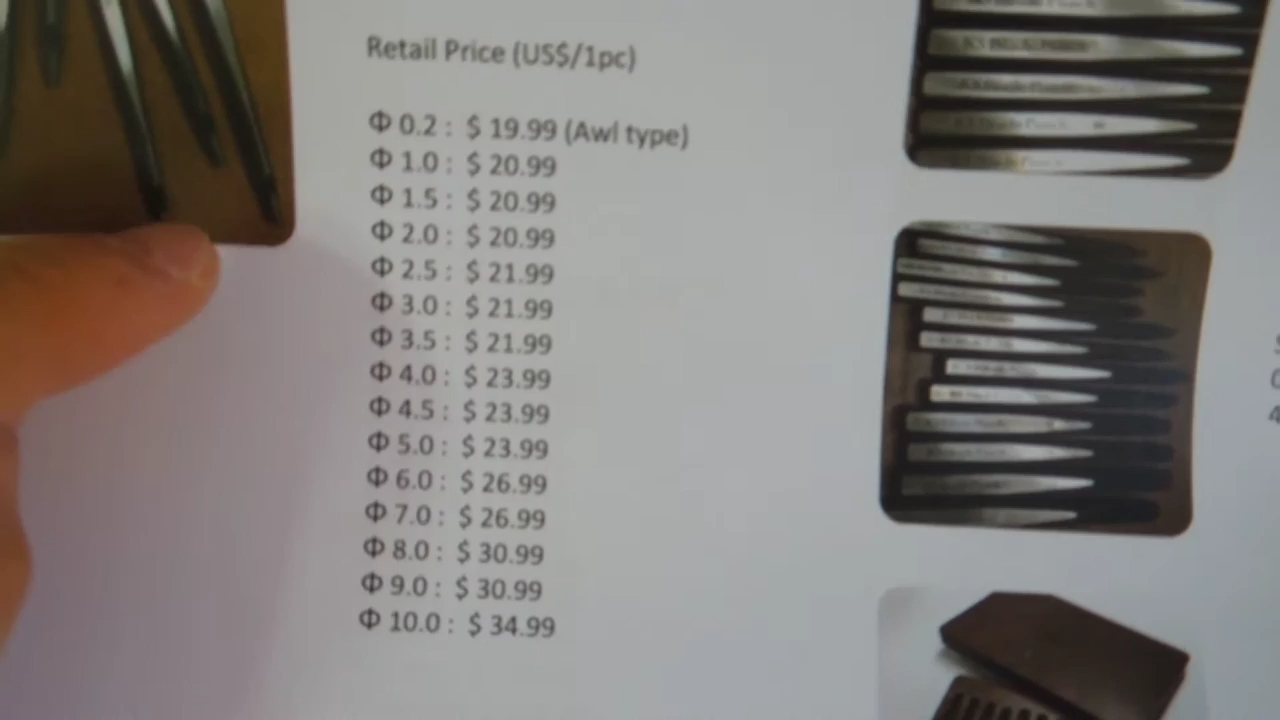 Retail Price (US$/1pc)
Φ 0.2 : $ 19.99 (Awl type)
Φ 1.0 : $ 20.99
Φ 1.5 : $ 20.99
Φ 2.0 : $ 20.99
Φ 2.5 : $ 21.99
Φ 3.0 : $ 21.99
Φ 3.5 : $ 21.99
Φ 4.0 : $ 23.99
Φ 4.5 : $ 23.99
Φ 5.0 : $ 23.99
Φ 6.0 : $ 26.99
Φ 7.0 : $ 26.99
Φ 8.0 : $ 30.99
Φ 9.0 : $ 30.99
Φ 10.0 : $ 34.99